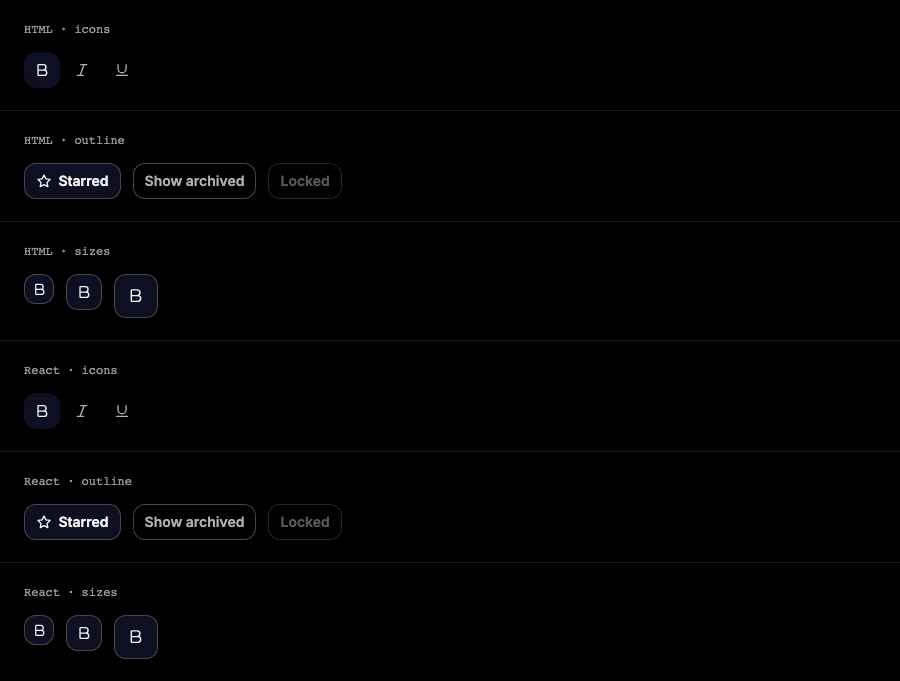 HTML · icons
B I U
HTML · outline
Starred Show archived Locked
HTML · sizes
B B B
React · icons
B I U
React · outline
Starred Show archived Locked
React · sizes
B B B